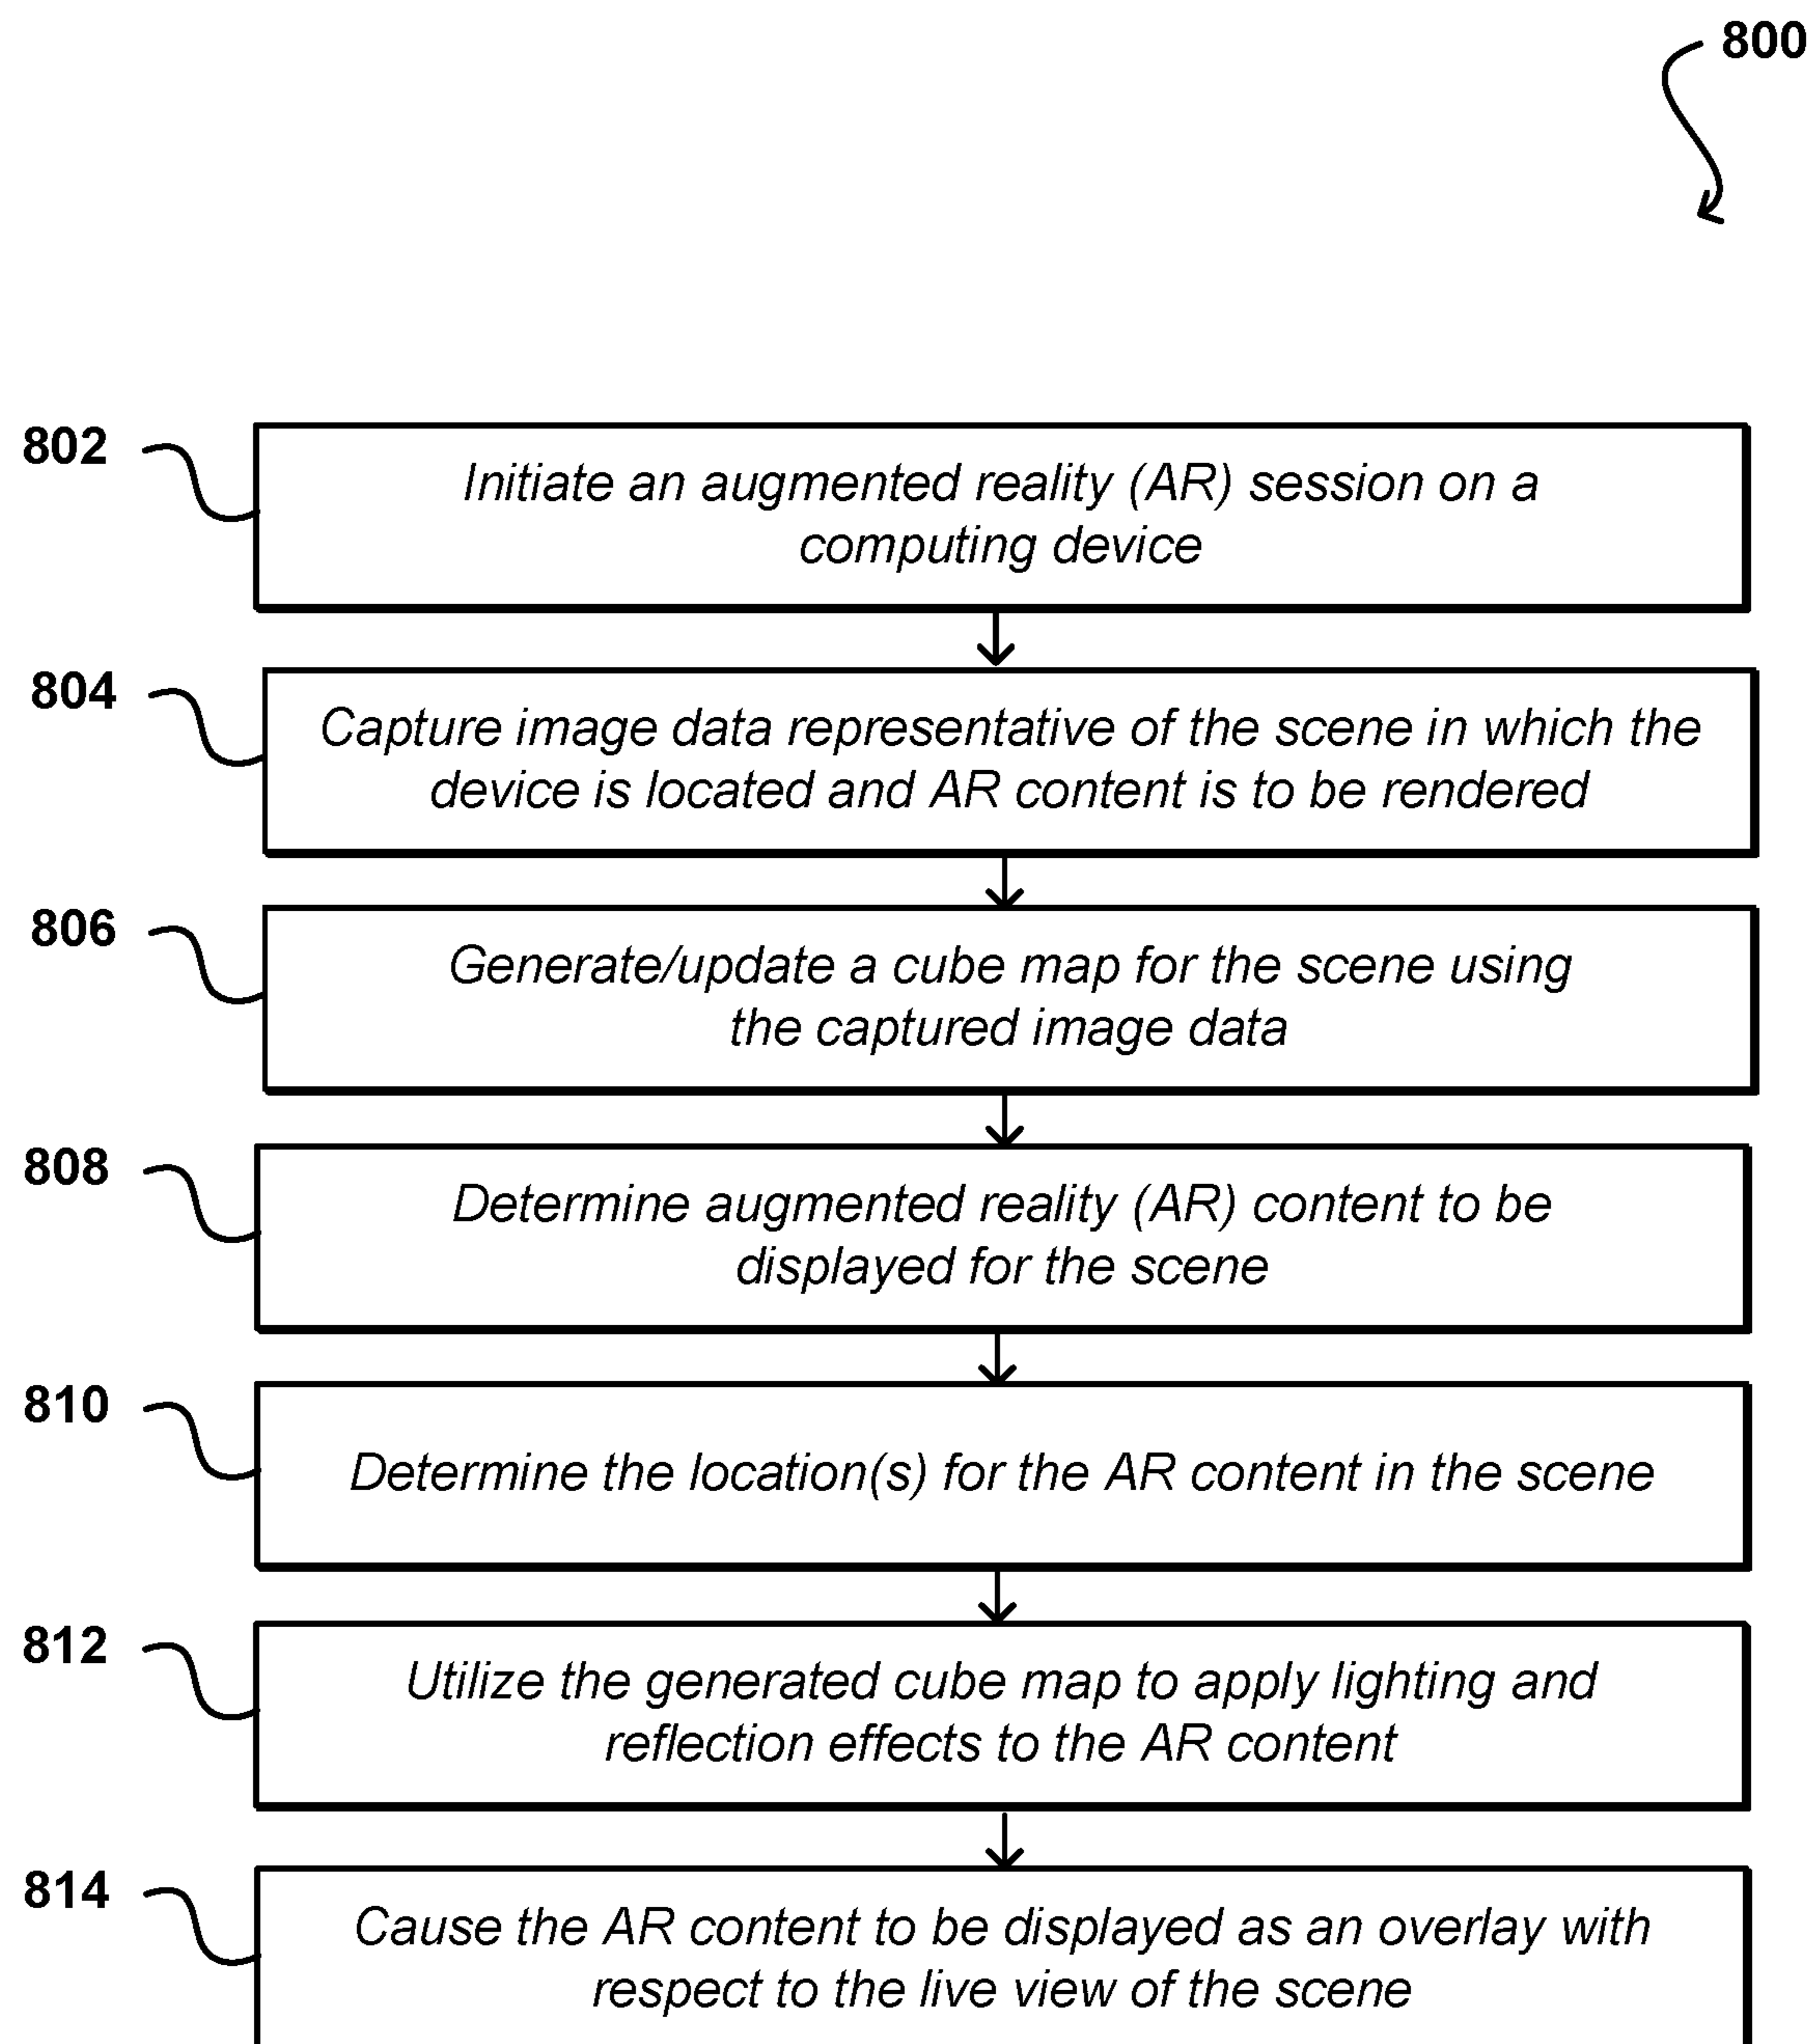 800
802
Initiate an augmented reality (AR) session on a
computing device
804
Capture image data representative of the scene in which the
device is located and AR content is to be rendered
806
Generate/update a cube map for the scene using
the captured image data
808
Determine augmented reality (AR) content to be
displayed for the scene
810
Determine the location(s) for the AR content in the scene
812
Utilize the generated cube map to apply lighting and
reflection effects to the AR content
814
Cause the AR content to be displayed as an overlay with
respect to the live view of the scene